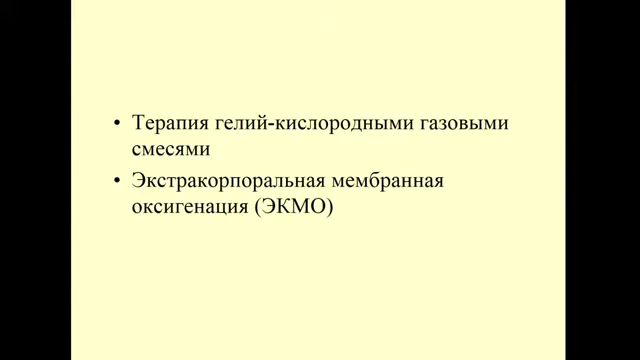 • Терапия гелий-кислородными газовыми
смесями
• Экстракорпоральная мембранная
оксигенация (ЭКМО)